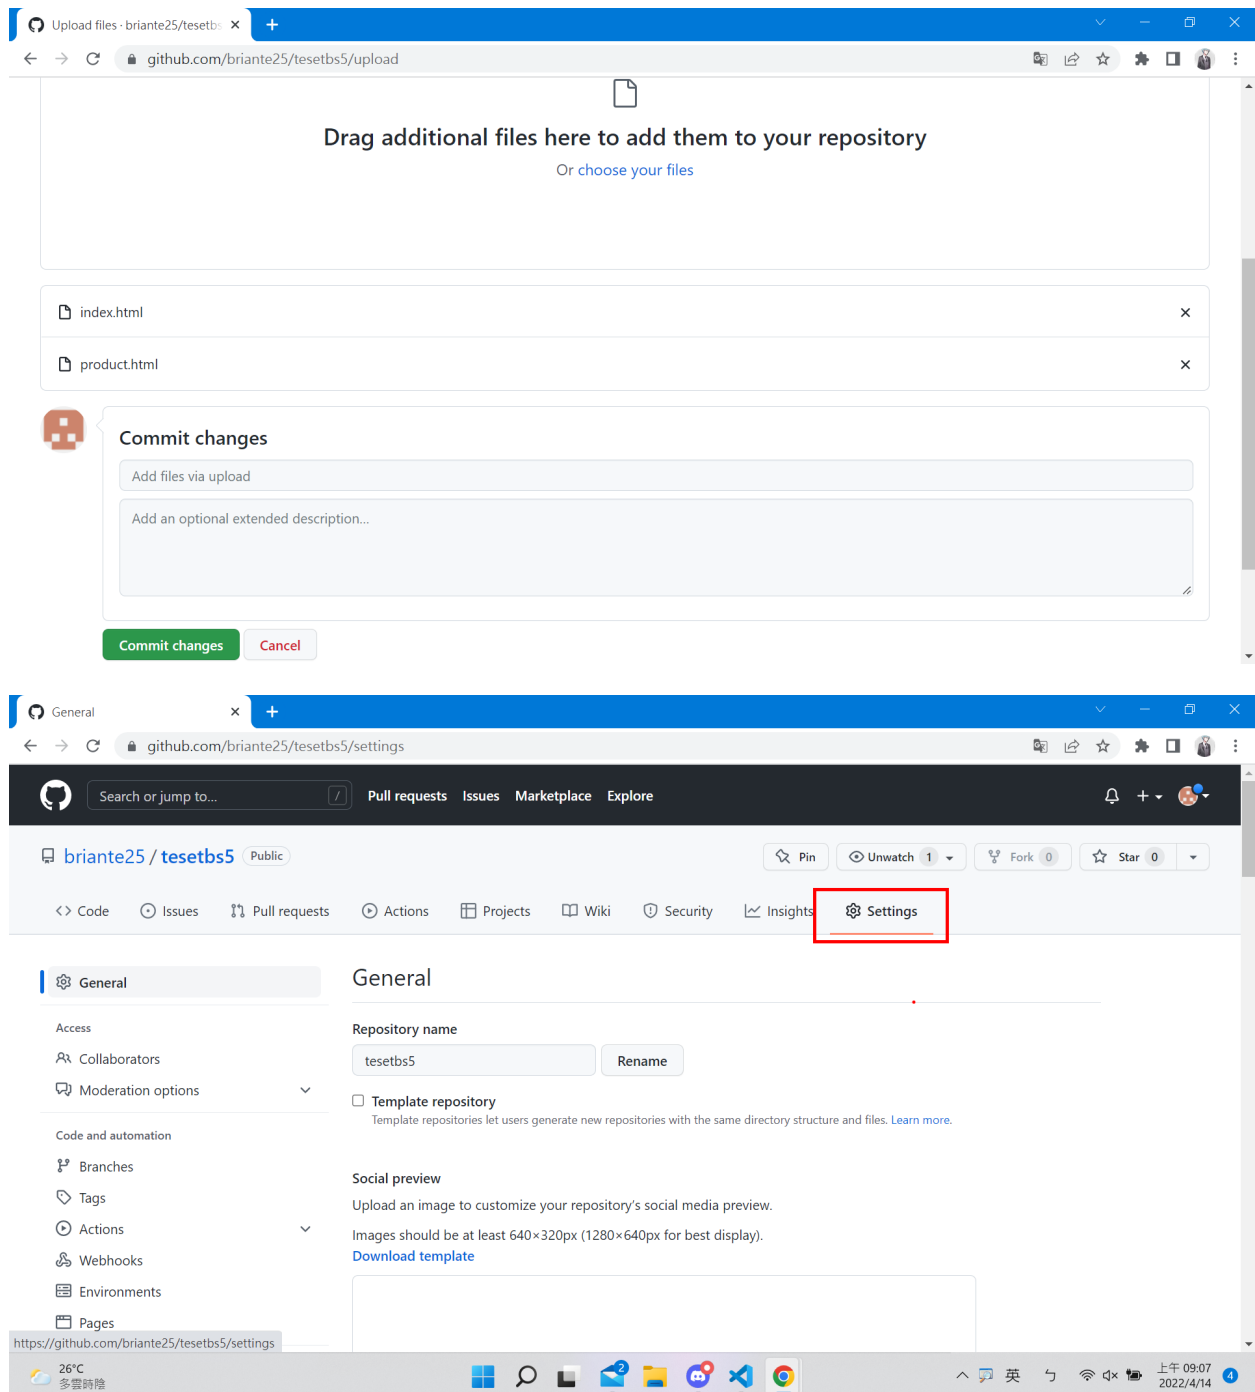 Upload files · briante25/tesetbs
github.com/briante25/tesetbs5/upload
Drag additional files here to add them to your repository
Or choose your files
index.html
product.html
Commit changes
Add files via upload
Add an optional extended description...
Commit changes Cancel
General
github.com/briante25/tesetbs5/settings
Search or jump to... / Pull requests Issues Marketplace Explore
briante25 / tesetbs5 Public Pin Unwatch 1 Fork 0 Star 0
<> Code Issues Pull requests Actions Projects Wiki Security Insights Settings
General
General
Access
Repository name
Collaborators
tesetbs5 Rename
Moderation options
Template repository
Template repositories let users generate new repositories with the same directory structure and files. Learn more.
Code and automation
Branches
Social preview
Tags
Upload an image to customize your repository's social media preview.
Actions
Images should be at least 640×320px (1280×640px for best display).
Webhooks
Download template
Environments
Pages
https://github.com/briante25/tesetbs5/settings
26°C
多雲時陰
2
英 ㄅ
上午 09:07
2022/4/14
4